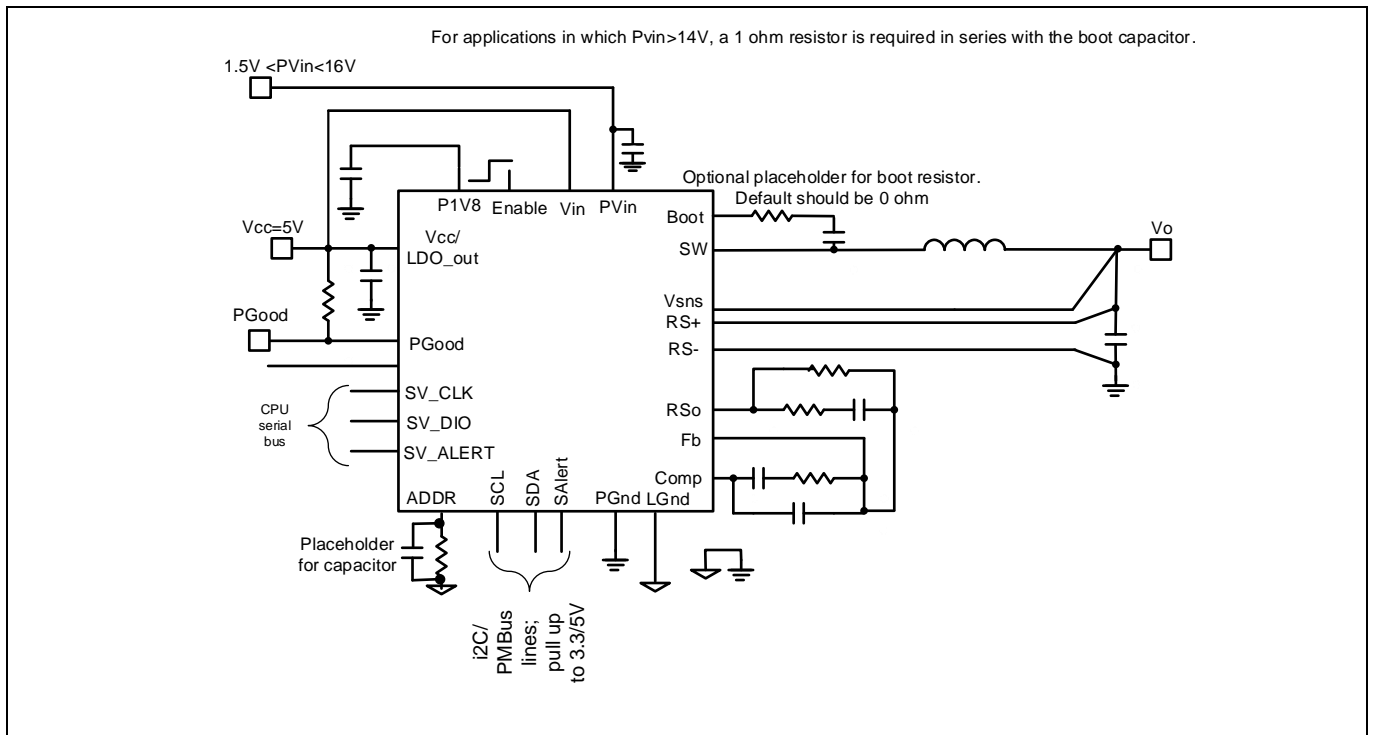 For applications in which Pvin>14V, a 1 ohm resistor is required in series with the boot capacitor.
1.5V <PVin<16V
Optional placeholder for boot resistor.
Default should be 0 ohm
P1V8
Enable
Vin
PVin
Boot
Vcc=5V
Vcc/
LDO_out
SW
Vo
Vsns
RS+
RS-
PGood
PGood
CPU
serial
bus
SV_CLK
SV_DIO
SV_ALERT
RSo
Fb
Comp
ADDR
SCL
SDA
SAlert
PGnd
LGnd
Placeholder
for capacitor
i2C/
PMBus
lines;
pull up
to 3.3/5V